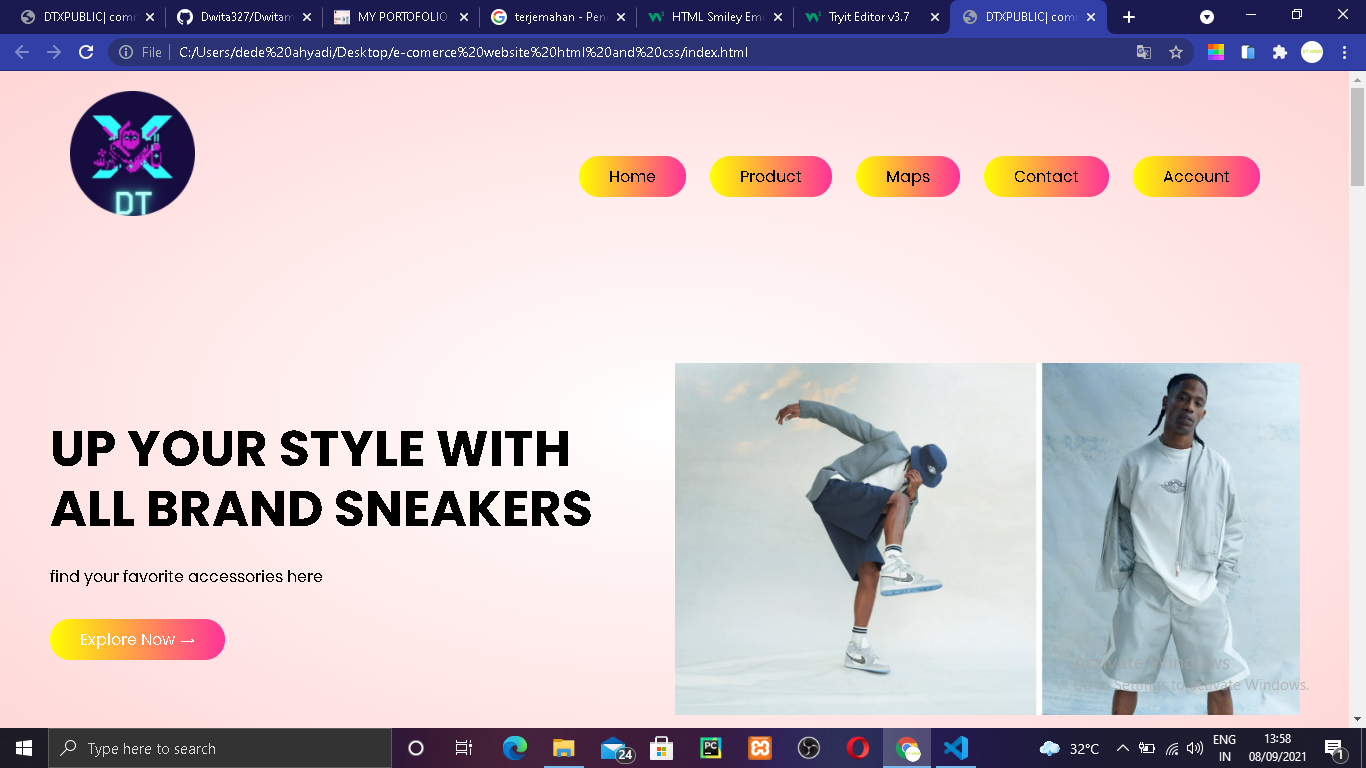 DTXPUBLIC| com
Dwita327/Dwitam
MY PORTOFOLIO
terjemahan - Pen
HTML Smiley Em
Tryit Editor v3.7
DTXPUBLIC| com
File
C:/Users/dede%20ahyadi/Desktop/e-comerce%20website%20html%20and%20css/index.html
DT
Home
Product
Maps
Contact
Account
UP YOUR STYLE WITH
ALL BRAND SNEAKERS
find your favorite accessories here
Explore Now →
Activate Windows
Go to Settings to activate Windows.
Type here to search
PC
24
32°C
ENG
IN
13:58
08/09/2021
1